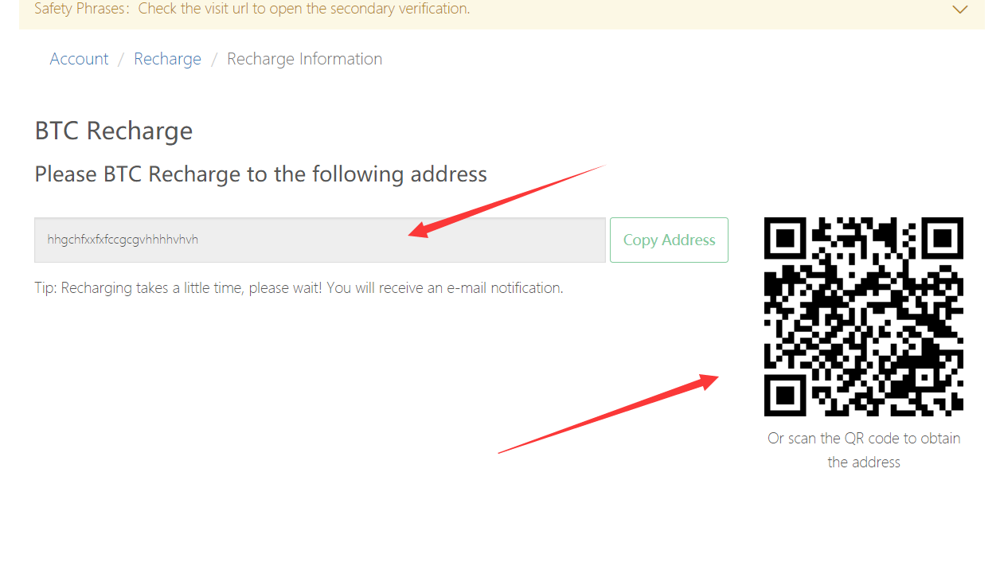 Safety Phrases： Check the visit url to open the secondary verification.
Account / Recharge / Recharge Information
BTC Recharge
Please BTC Recharge to the following address
hhgchfxxfxfccgcgvhhhhvhvh
Copy Address
Tip: Recharging takes a little time, please wait! You will receive an e-mail notification.
Or scan the QR code to obtain
the address